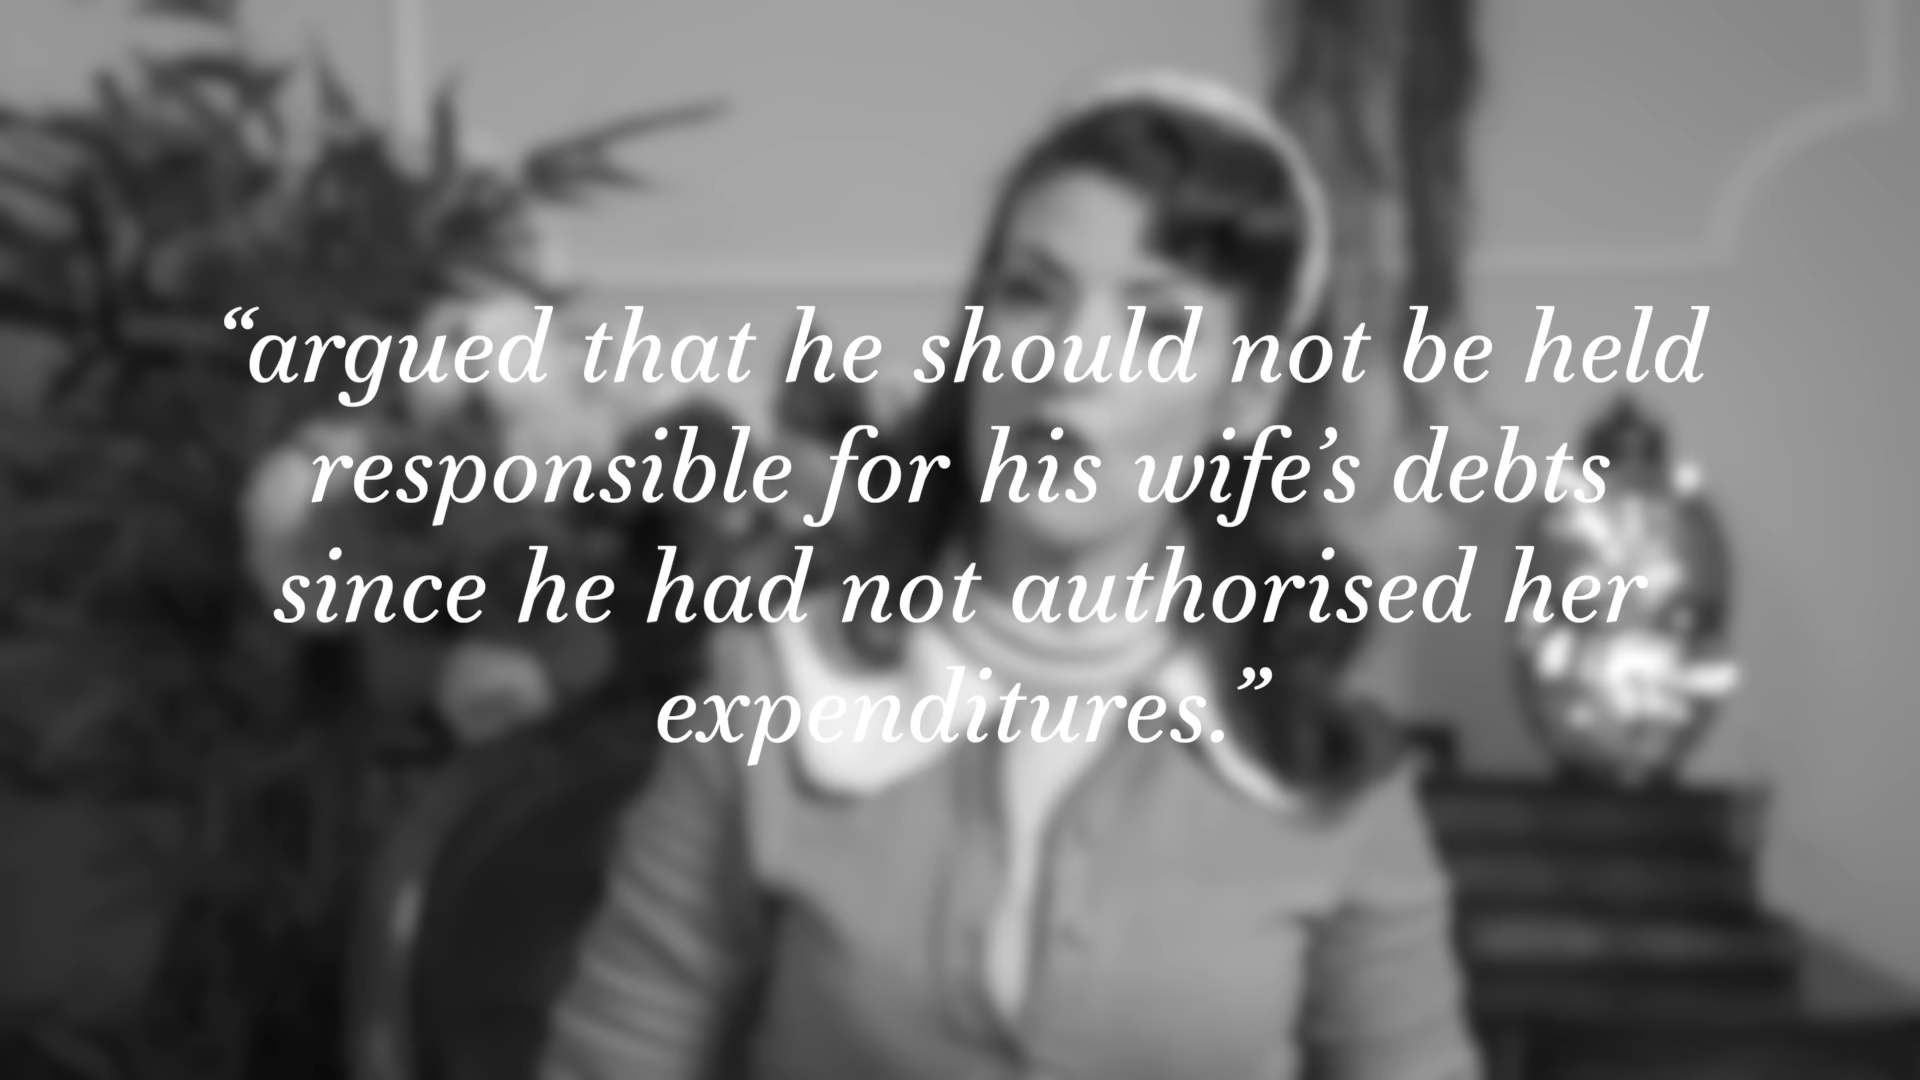 “argued that he should not be held
responsible for his wife’s debts
since he had not authorised her
expenditures.”